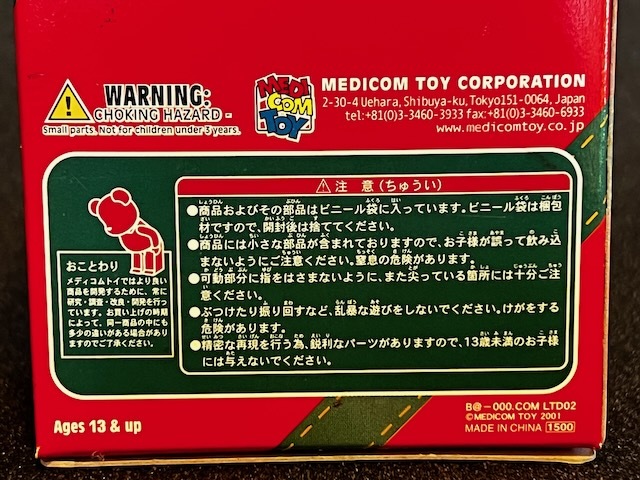 WARNING:
CHOKING HAZARD -
Small parts. Not for children under 3 years.
MEDI
COM
TOY
MEDICOM TOY CORPORATION
2-30-4 Uehara, Shibuya-ku, Tokyo151-0064, Japan
tel:+81(0)3-3460-3933 fax:+81(0)3-3460-6933
www.medicomtoy.co.jp
おことわり
メディコムトイではより良い
商品を開発するために、常に
研究・調査・改良・開発を行っ
ています。お買い上げの時期
によって、同一商品の中にも
多少の違いがある場合があり
ますのでご了承ください。
注 意(ちゅうい)
●商品およびその部品はビニール袋に入っています。ビニール袋は梱包
材ですので、開封後は捨ててください。
●商品には小さな部品が含まれておりますので、お子様が誤って飲み込
まないようにご注意ください。窒息の危険があります。
●可動部分に指をはさまないように、また尖っている箇所には十分ご注
意ください。
●ぶつけたり振り回すなど、乱暴な遊びをしないでください。けがをする
危険があります。
●精密な再現を行う為、鋭利なパーツがありますので、13歳未満のお子様
には与えないでください。
Ages 13 & up
B@-000.COM LTD02
©MEDICOM TOY 2001
MADE IN CHINA 1500